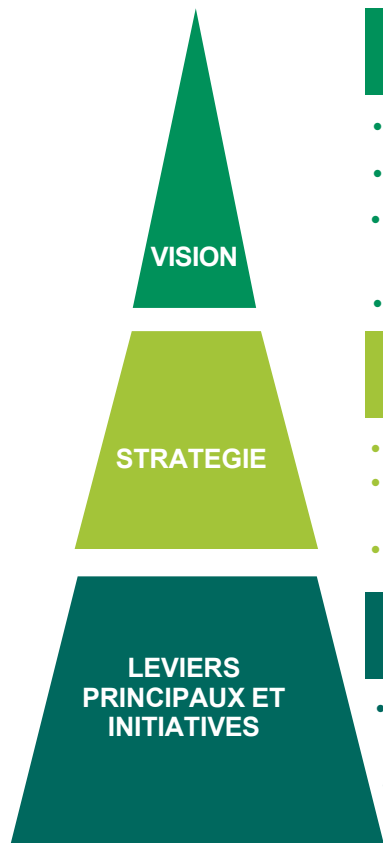 VISION
STRATEGIE
LEVIERS
PRINCIPAUX ET
INITIATIVES